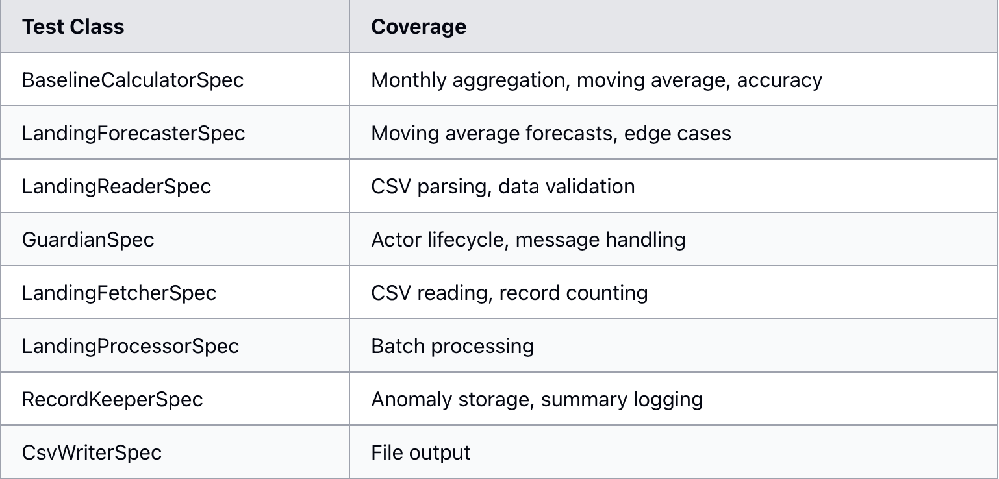 Test Class Coverage
BaselineCalculatorSpec Monthly aggregation, moving average, accuracy
LandingForecasterSpec Moving average forecasts, edge cases
LandingReaderSpec CSV parsing, data validation
GuardianSpec Actor lifecycle, message handling
LandingFetcherSpec CSV reading, record counting
LandingProcessorSpec Batch processing
RecordKeeperSpec Anomaly storage, summary logging
CsvWriterSpec File output